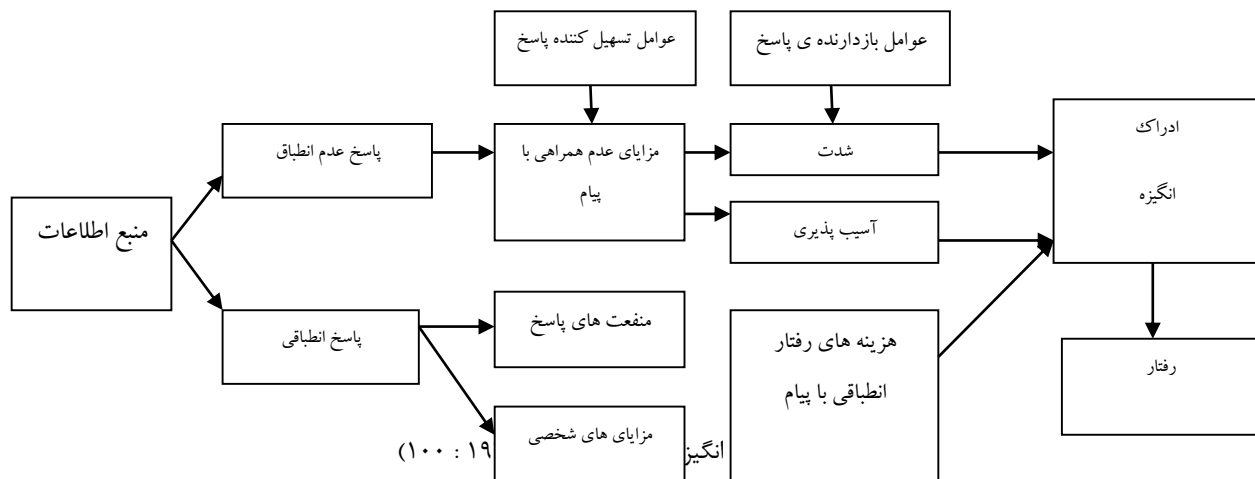 عوامل تسهیل کننده پاسخ
عوامل بازدارنده ی پاسخ
ادراک
انگیزه
پاسخ عدم انطباق
مزایای عدم همراهی با
پیام
شدت
منبع اطلاعات
آسیب پذیری
منفعت های پاسخ
پاسخ انطباقی
هزینه های رفتار
انطباقی با پیام
رفتار
مزایای های شخصی
انگیز
۱۹ : ۱۰۰)